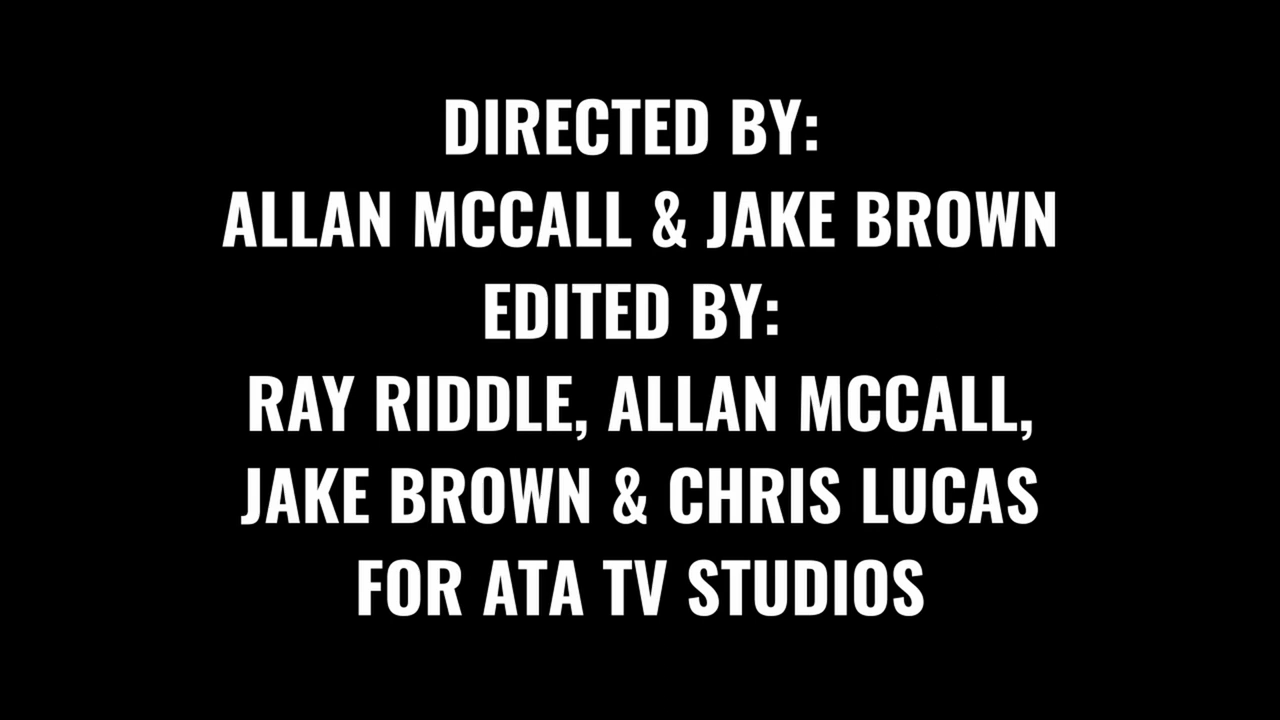 DIRECTED BY:
ALLAN MCCALL & JAKE BROWN
EDITED BY:
RAY RIDDLE, ALLAN MCCALL,
JAKE BROWN & CHRIS LUCAS
FOR ATA TV STUDIOS